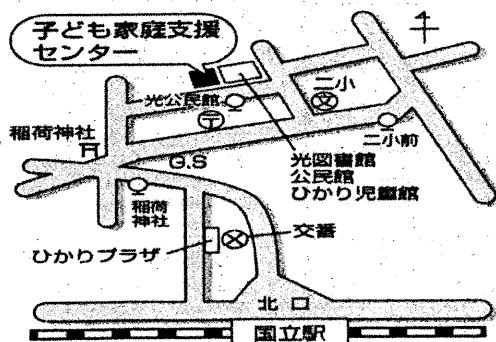 子ども家庭支援
センター
二小
光公民館
稲荷神社
二小前
G.S
光図書館
公民館
ひかり児童館
稲荷
神社
交番
ひかりプラザ
北口
国立駅